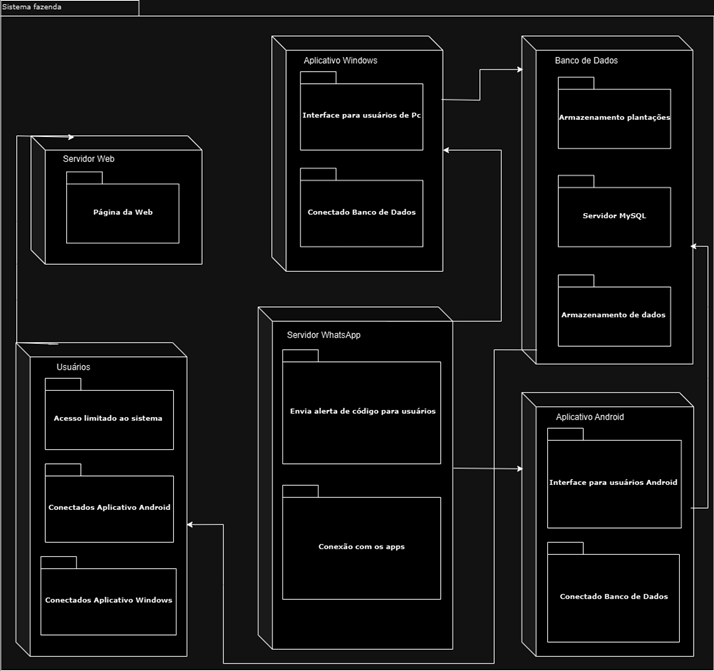 Sistema fazenda
Servidor Web
Página da Web
Aplicativo Windows
Interface para usuários de Pc
Conectado Banco de Dados
Banco de Dados
Armazenamento plantações
Servidor MySQL
Armazenamento de dados
Usuários
Acesso limitado ao sistema
Conectados Aplicativo Android
Conectados Aplicativo Windows
Servidor WhatsApp
Envia alerta de código para usuários
Conexão com os apps
Aplicativo Android
Interface para usuários Android
Conectado Banco de Dados